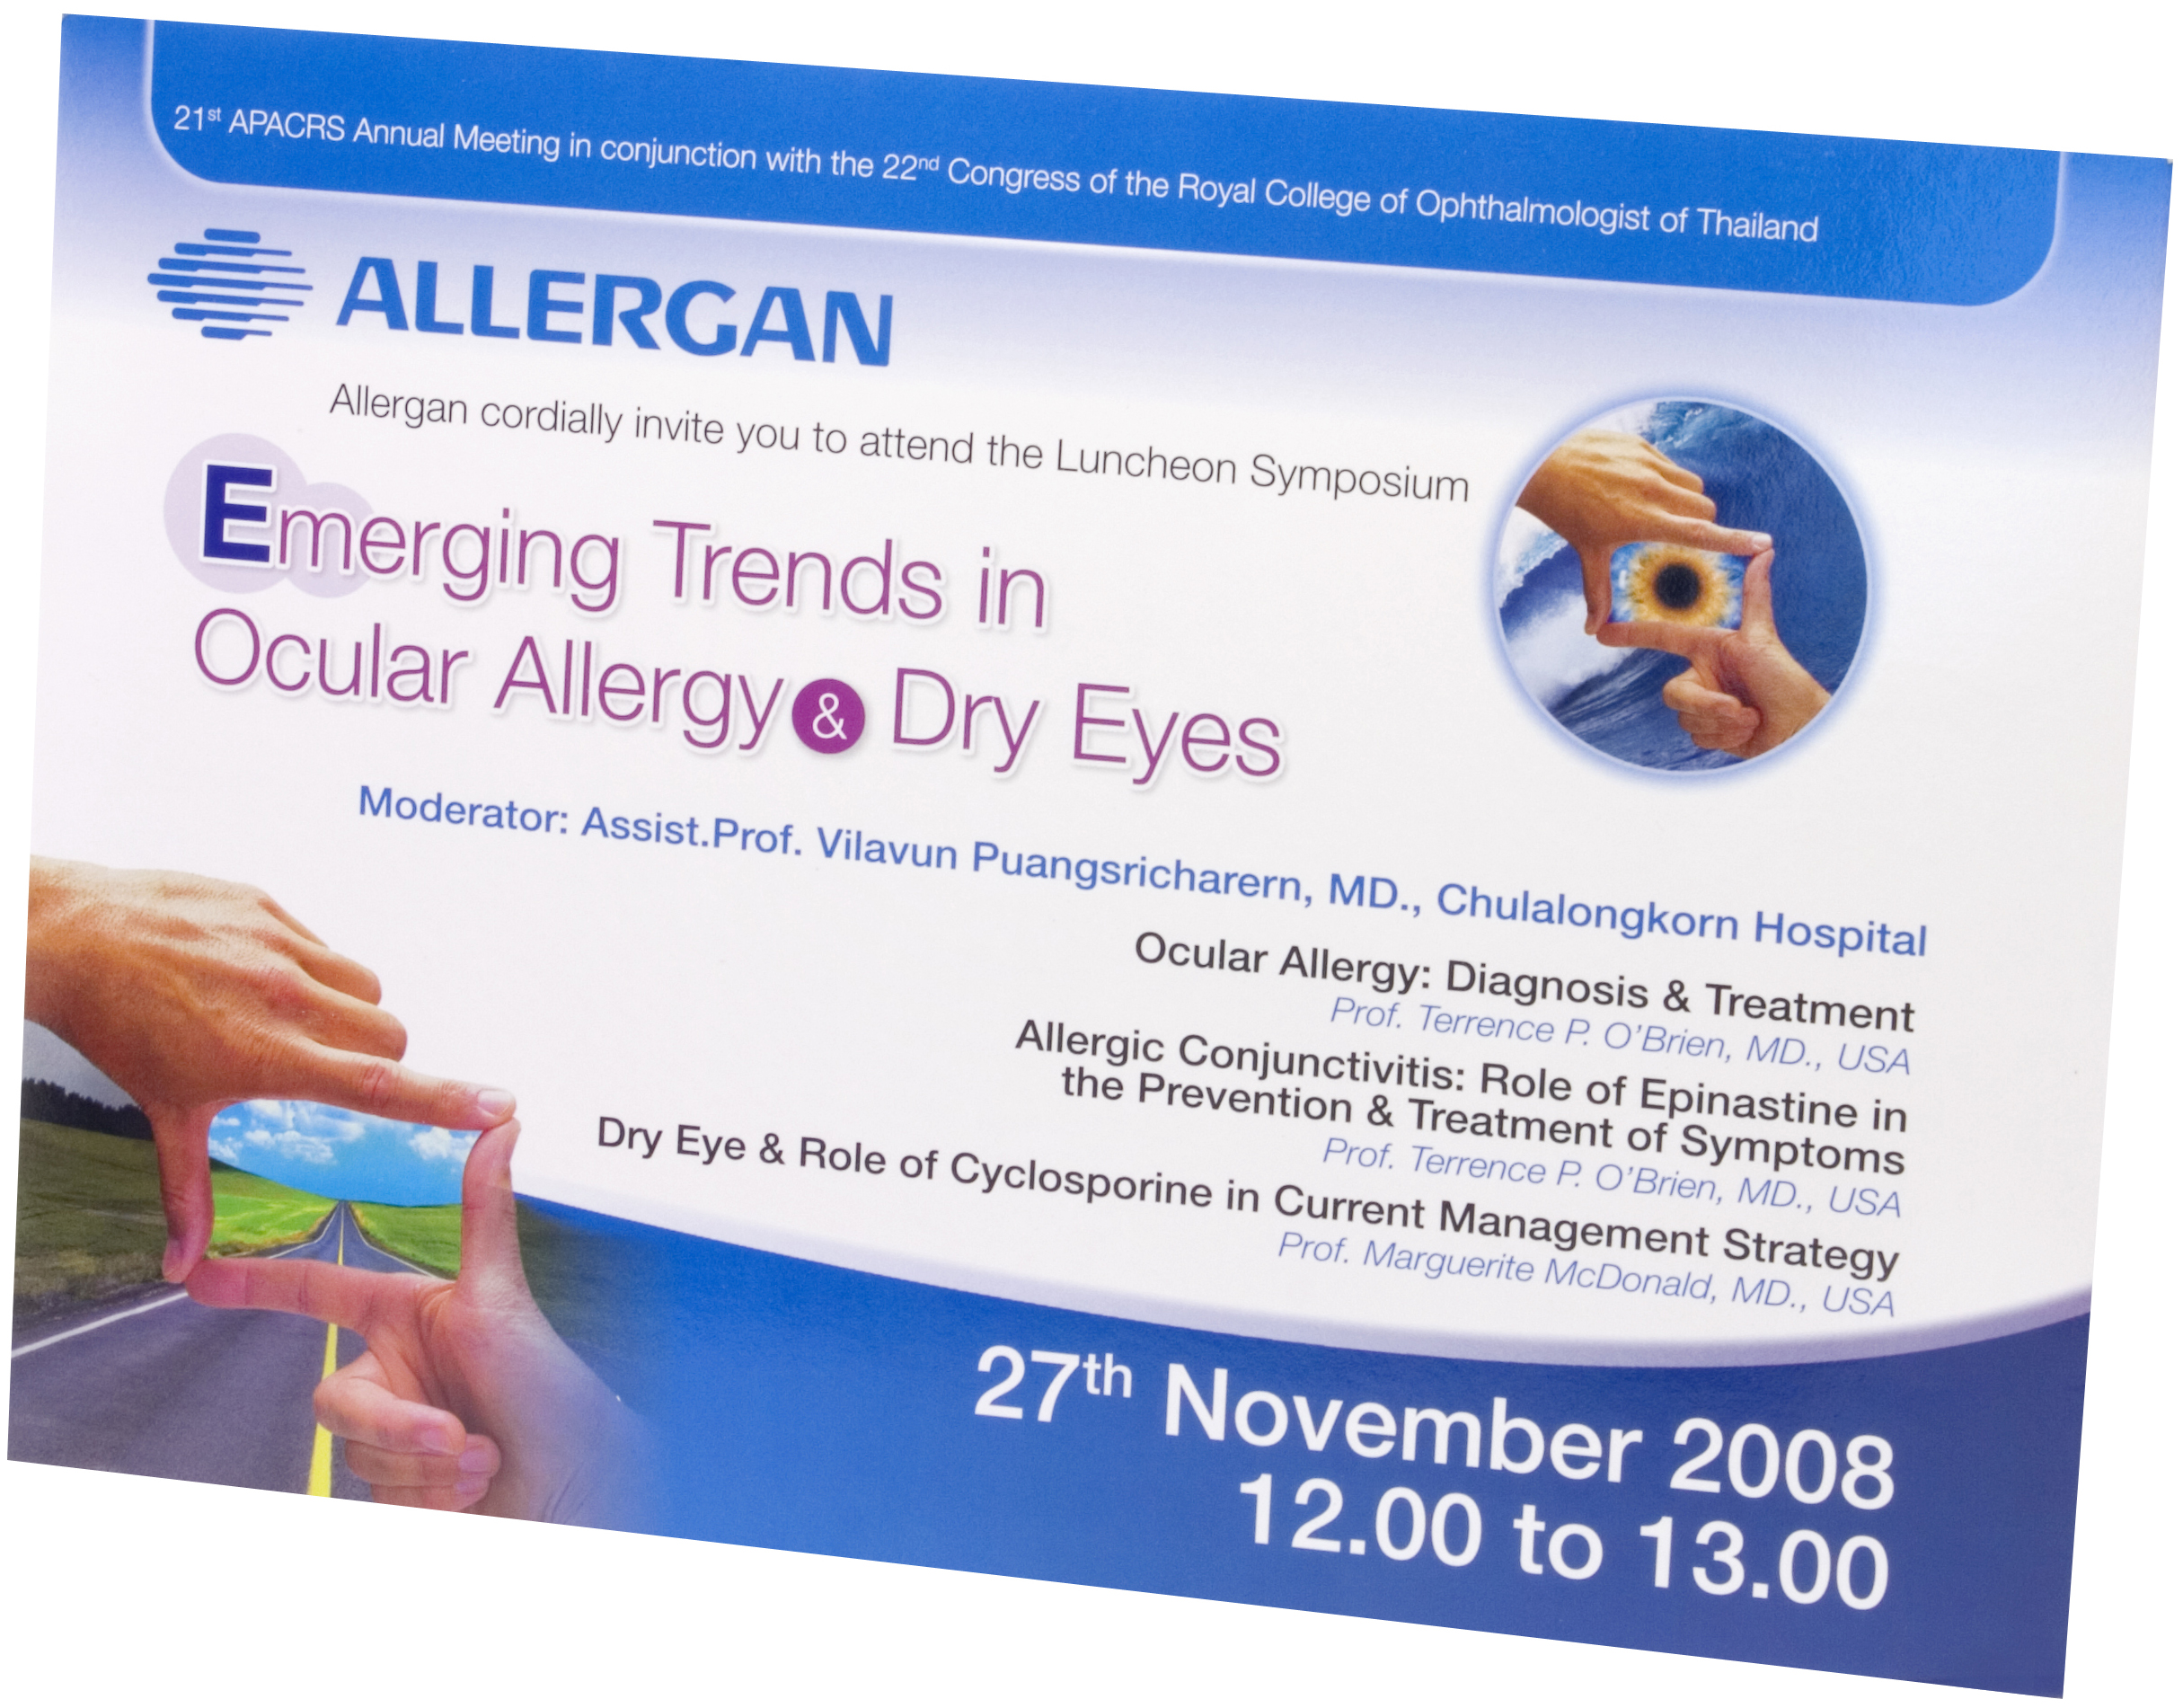 21st APACRS Annual Meeting in conjunction with the 22nd Congress of the Royal College of Ophthalmologist of Thailand
ALLERGAN
Allergan cordially invite you to attend the Luncheon Symposium
Emerging Trends in
Ocular Allergy & Dry Eyes
Moderator: Assist.Prof. Vilavun Puangsricharern, MD., Chulalongkorn Hospital
Ocular Allergy: Diagnosis & Treatment
Prof. Terrence P. O'Brien, MD., USA
Allergic Conjunctivitis: Role of Epinastine in
the Prevention & Treatment of Symptoms
Prof. Terrence P. O'Brien, MD., USA
Dry Eye & Role of Cyclosporine in Current Management Strategy
Prof. Marguerite McDonald, MD., USA
27th November 2008
12.00 to 13.00